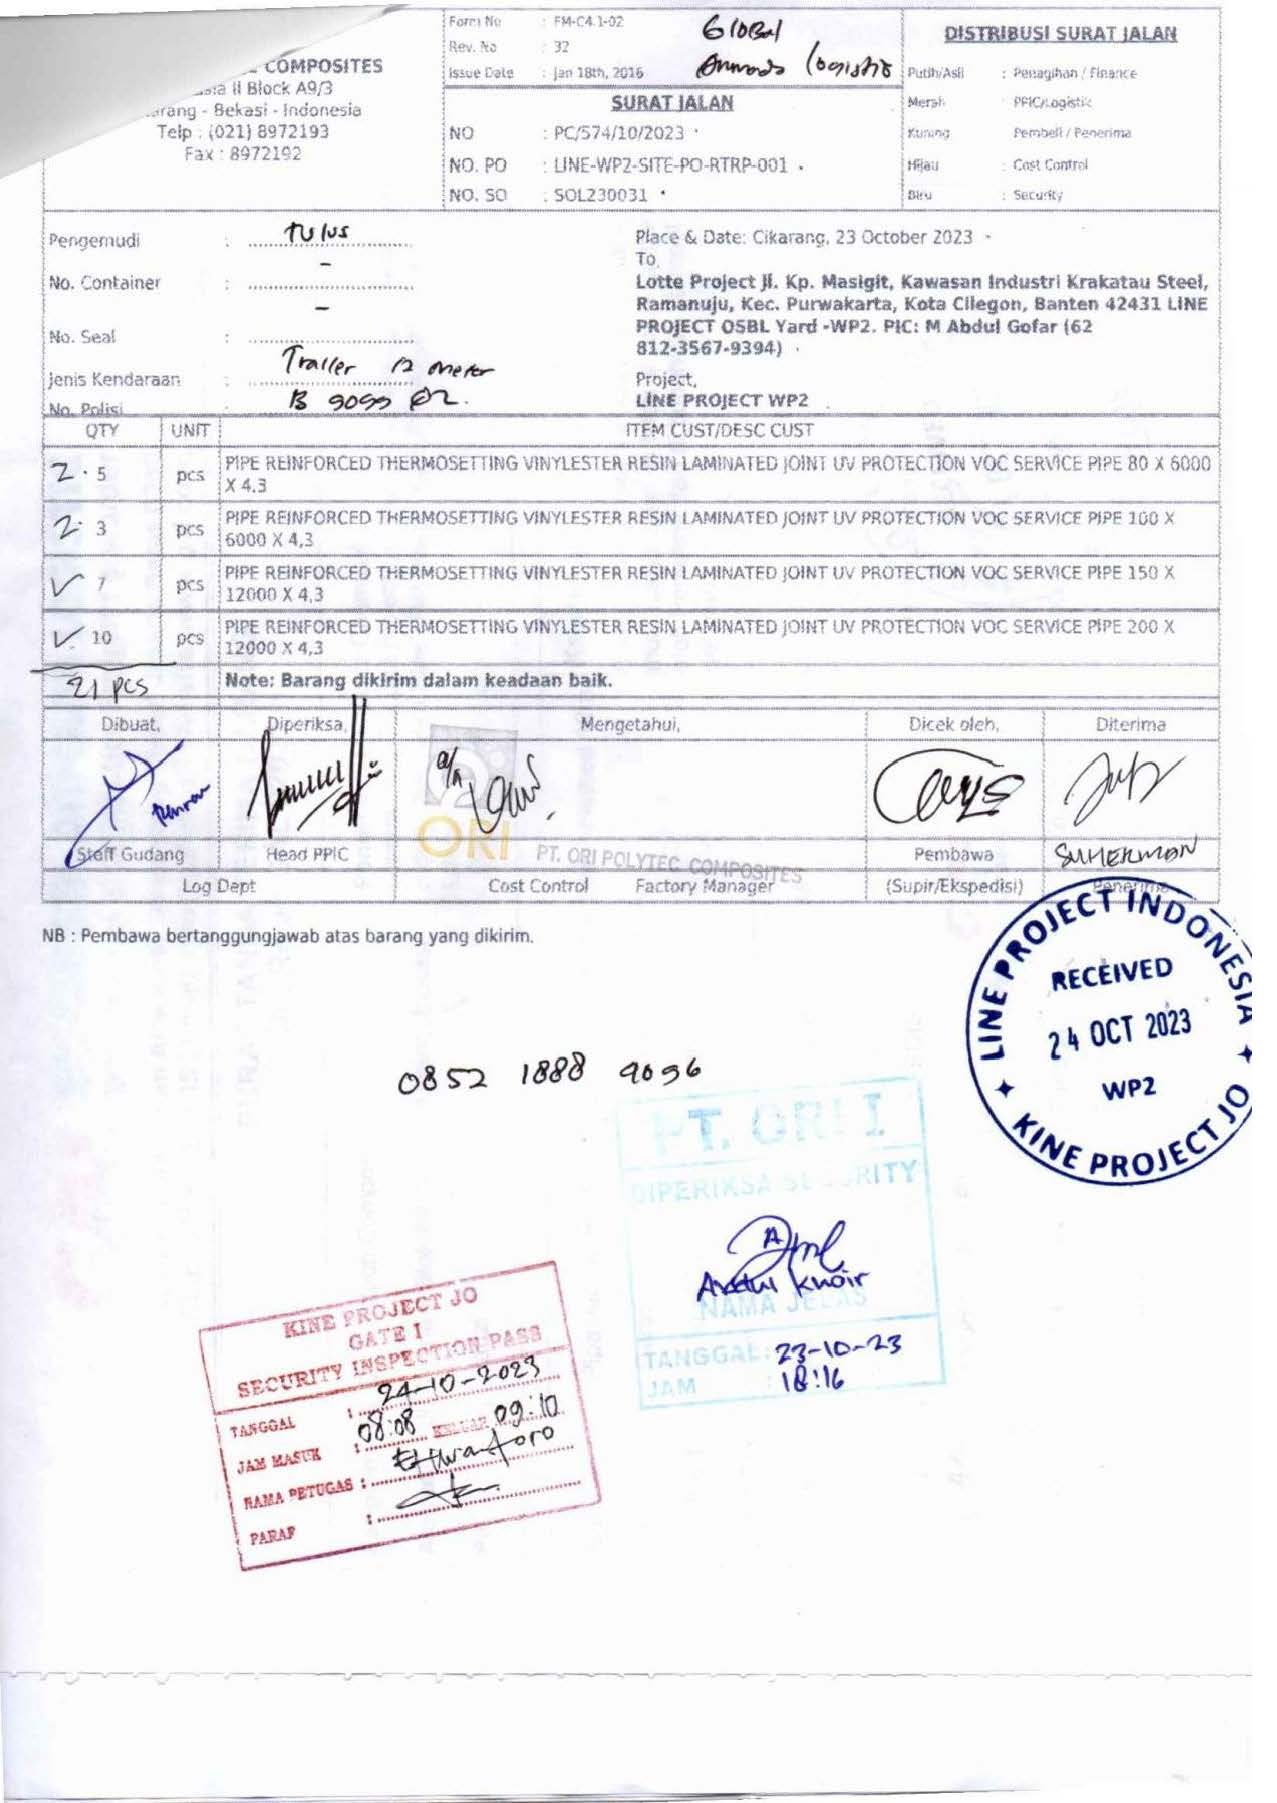 COMPOSITES
II Block A9/3
- Bekasi - Indonesia
Telp : (021) 8972193
Fax : 8972192
Form No : FM-C4.1-02
Rev. No : 32
Issue Date : Jan 18th, 2016
Global
Logistic
SURAT JALAN
NO : PC/574/10/2023
NO. PO : LINE-WP2-SITE-PO-RTRP-001
NO. SO : SOL230031
DISTRIBUSI SURAT JALAN
Putih/Asli : Penagihan / Finance
Merah : PPIC/Logistic
Kuning : Pembeli / Penerima
Hijau : Cost Control
Biru : Security
Pengemudi : Tulus
No. Container : -
No. Seal : -
Jenis Kendaraan : Trailer 12 meter
No. Polisi : B 9099
Place & Date: Cikarang, 23 October 2023
To,
Lotte Project Jl. Kp. Masigit, Kawasan Industri Krakatau Steel,
Ramanuju, Kec. Purwakarta, Kota Cilegon, Banten 42431 LINE
PROJECT OSBL Yard -WP2. PIC: M Abdul Gofar (62
812-3567-9394)
Project,
LINE PROJECT WP2
QTY UNIT ITEM CUST/DESC CUST
5 pcs PIPE REINFORCED THERMOSETTING VINYLESTER RESIN LAMINATED JOINT UV PROTECTION VOC SERVICE PIPE 80 X 6000
X 4.3
3 pcs PIPE REINFORCED THERMOSETTING VINYLESTER RESIN LAMINATED JOINT UV PROTECTION VOC SERVICE PIPE 100 X
6000 X 4,3
pcs PIPE REINFORCED THERMOSETTING VINYLESTER RESIN LAMINATED JOINT UV PROTECTION VOC SERVICE PIPE 150 X
12000 X 4,3
10 pcs PIPE REINFORCED THERMOSETTING VINYLESTER RESIN LAMINATED JOINT UV PROTECTION VOC SERVICE PIPE 200 X
12000 X 4,3
21 pcs
Note: Barang dikirim dalam keadaan baik.
Dibuat, Diperiksa, Mengetahui, Dicek oleh, Diterima
a/n
ORI
PT. ORI POLYTEC COMPOSITES
SUHERMAN
Staff Gudang Head PPIC Pembawa
Log Dept Cost Control Factory Manager (Supir/Ekspedisi) Penerima
NB : Pembawa bertanggungjawab atas barang yang dikirim.
LINE PROJECT INDONESIA
RECEIVED
24 OCT 2023
WP2
KINE PROJECT JO
0852 1888 9096
PT. ORI
DIPERIKSA SECURITY
Abdul Khoir
NAMA JELAS
TANGGAL : 23-10-23
JAM : 18:16
KINE PROJECT JO
GATE I
SECURITY INSPECTION PASS
TANGGAL : 24-10-2023
JAM MASUK : 08:08 KELUAR 09:10
NAMA PETUGAS :
PARAF :